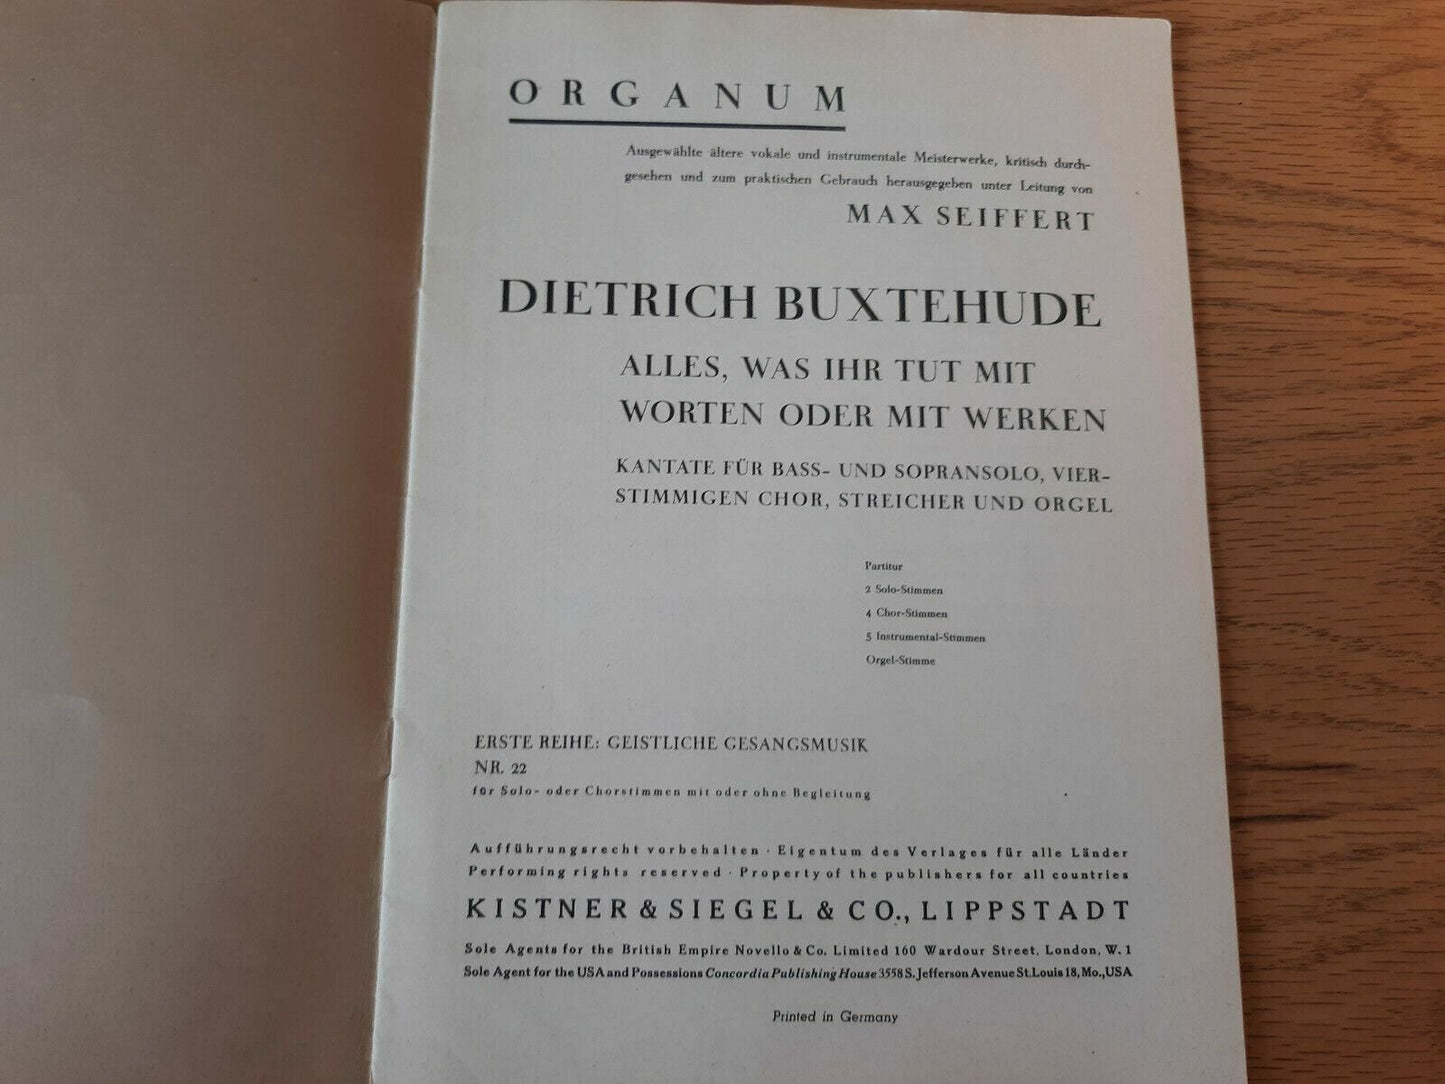 ORGANUM
Ausgewählte ältere vokale und instrumentale Meisterwerke, kritisch durch-
gesehen und zum praktischen Gebrauch herausgegeben unter Leitung von
MAX SEIFFERT
DIETRICH BUXTEHUDE
ALLES, WAS IHR TUT MIT
WORTEN ODER MIT WERKEN
KANTATE FÜR BASS- UND SOPRANSOLO, VIER-
STIMMIGEN CHOR, STREICHER UND ORGEL
Partitur
2 Solo-Stimmen
4 Chor-Stimmen
5 Instrumental-Stimmen
Orgel-Stimme
ERSTE REIHE: GEISTLICHE GESANGSMUSIK
NR. 22
für Solo- oder Chorstimmen mit oder ohne Begleitung
Aufführungsrecht vorbehalten · Eigentum des Verlages für alle Länder
Performing rights reserved · Property of the publishers for all countries
KISTNER & SIEGEL & CO., LIPPSTADT
Sole Agents for the British Empire Novello & Co. Limited 160 Wardour Street, London, W. 1
Sole Agent for the USA and Possessions Concordia Publishing House 3558 S. Jefferson Avenue St. Louis 18, Mo., USA
Printed in Germany